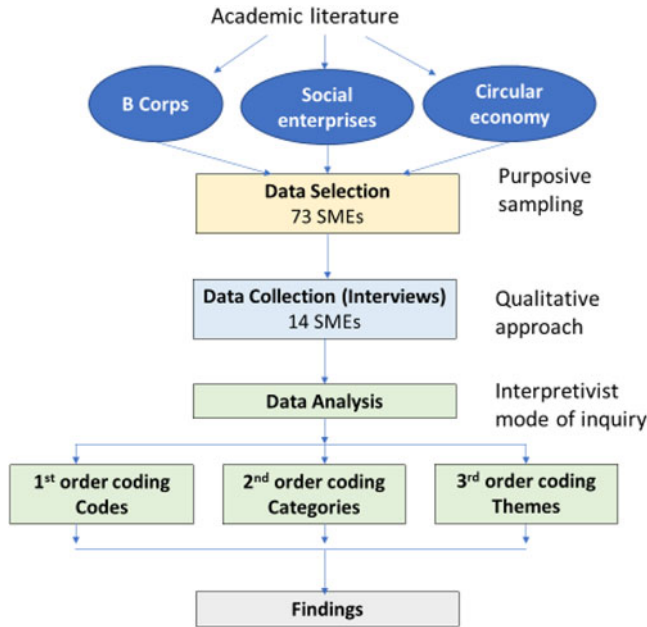 Academic literature
B Corps
Social
enterprises
Circular
economy
Data Selection
73 SMEs
Purposive
sampling
Data Collection (Interviews)
14 SMEs
Qualitative
approach
Data Analysis
Interpretivist
mode of inquiry
1st order coding
Codes
2nd order coding
Categories
3rd order coding
Themes
Findings